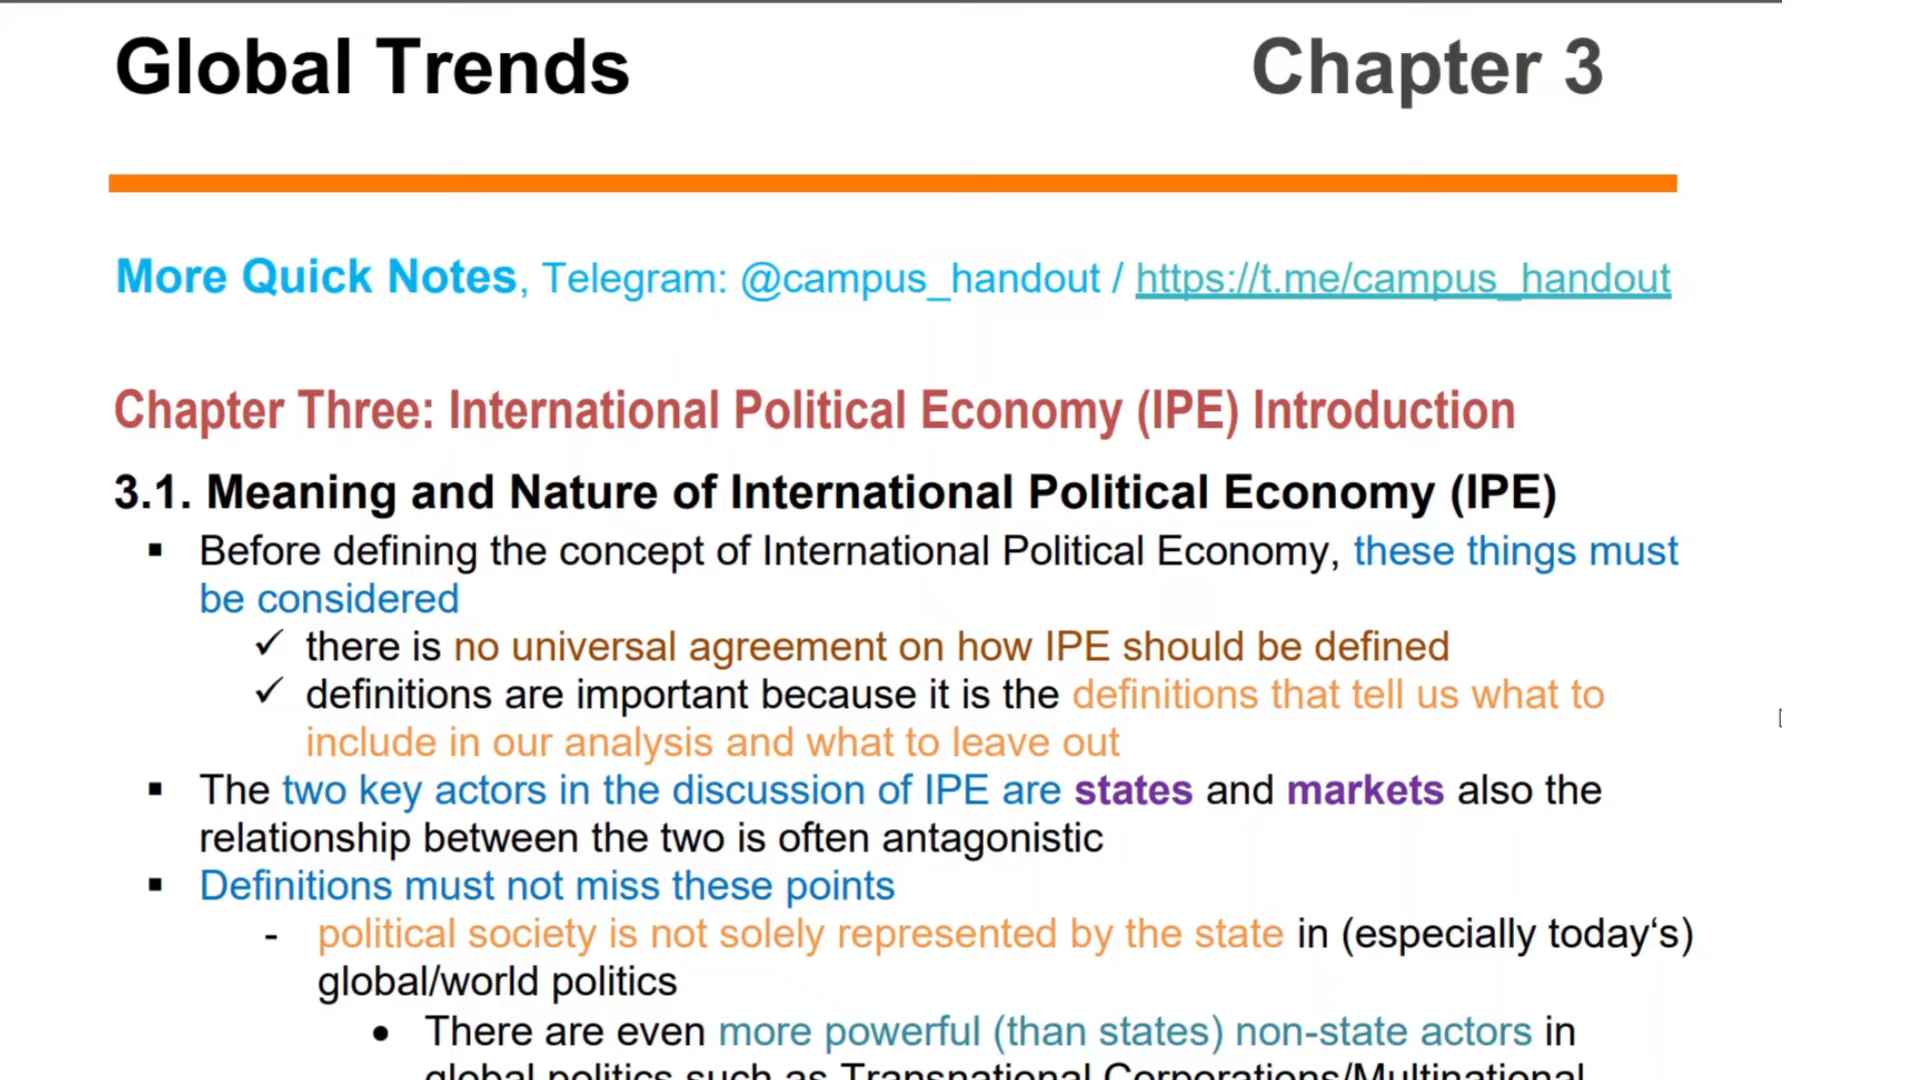 Global Trends Chapter 3
More Quick Notes, Telegram: @campus_handout / https://t.me/campus_handout
Chapter Three: International Political Economy (IPE) Introduction
3.1. Meaning and Nature of International Political Economy (IPE)
▪ Before defining the concept of International Political Economy, these things must
be considered
✓ there is no universal agreement on how IPE should be defined
✓ definitions are important because it is the definitions that tell us what to
include in our analysis and what to leave out
▪ The two key actors in the discussion of IPE are states and markets also the
relationship between the two is often antagonistic
▪ Definitions must not miss these points
- political society is not solely represented by the state in (especially today‘s)
global/world politics
• There are even more powerful (than states) non-state actors in
global politics such as Transnational Corporations/Multinational